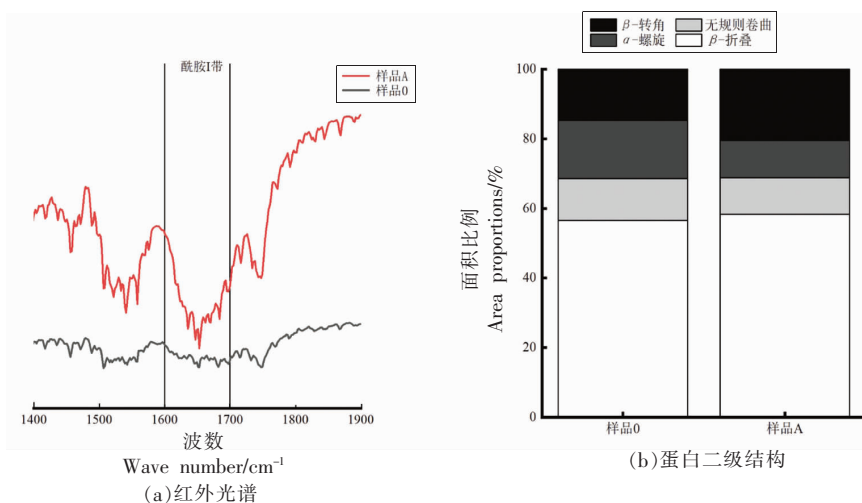 酰胺I带
样品A
样品0
1400 1500 1600 1700 1800 1900
波数
Wave number/cm⁻¹
(a)红外光谱
β-转角 无规则卷曲
α-螺旋 β-折叠
100
80
60
40
20
0
面积比例/%
Area proportions/%
样品0 样品A
(b)蛋白二级结构